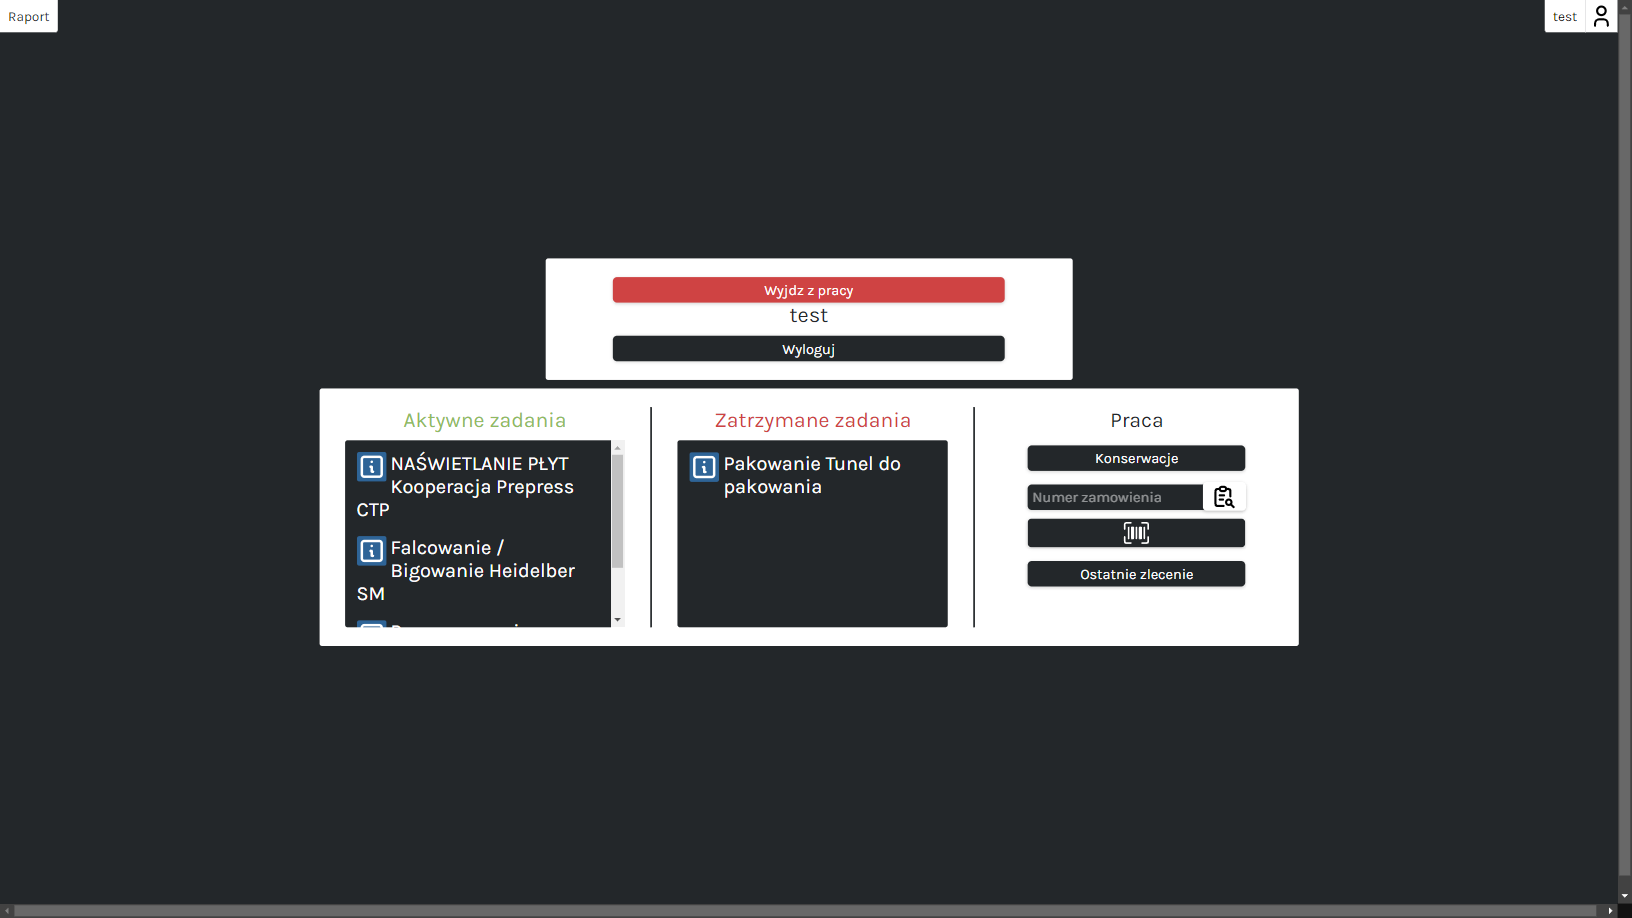 Raport
test
Wyjdz z pracy
test
Wyloguj
Aktywne zadania
NAŚWIETLANIE PŁYT
Kooperacja Prepress
CTP
Falcowanie /
Bigowanie Heidelber
SM
Zatrzymane zadania
Pakowanie Tunel do
pakowania
Praca
Konserwacje
Numer zamowienia
Ostatnie zlecenie